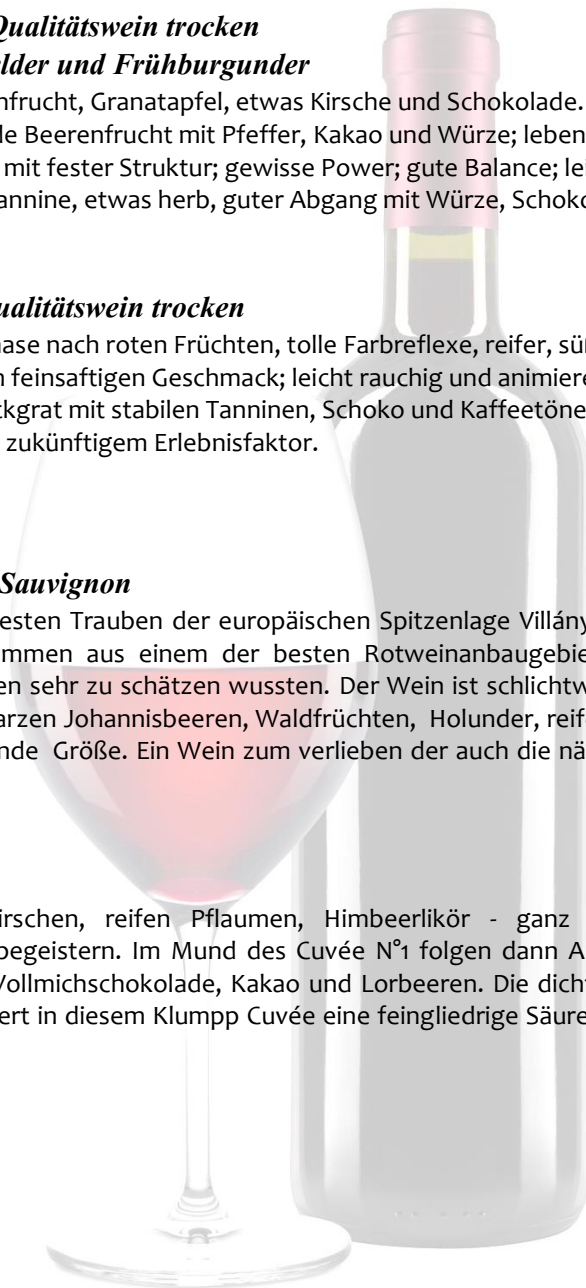 Qualitätswein trocken
elder und Frühburgunder
enfrucht, Granatapfel, etwas Kirsche und Schokolade.
de Beerenfrucht mit Pfeffer, Kakao und Würze; leben
mit fester Struktur; gewisse Power; gute Balance; lei
annine, etwas herb, guter Abgang mit Würze, Schoko
ualitätswein trocken
nase nach roten Früchten, tolle Farbreflexe, reifer, sü
n feinsaftigen Geschmack; leicht rauchig und animiere
ckgrat mit stabilen Tanninen, Schoko und Kaffeetöne
zukünftigem Erlebnisfaktor.
Sauvignon
esten Trauben der europäischen Spitzenlage Villány
ammen aus einem der besten Rotweinanbaugebie
en sehr zu schätzen wussten. Der Wein ist schlichtw
arzen Johannisbeeren, Waldfrüchten, Holunder, reife
nde Größe. Ein Wein zum verlieben der auch die nä
irschen, reifen Pflaumen, Himbeerlikör - ganz
begeistern. Im Mund des Cuvée N°1 folgen dann A
Vollmichschokolade, Kakao und Lorbeeren. Die dicht
ert in diesem Klumpp Cuvée eine feingliedrige Säure